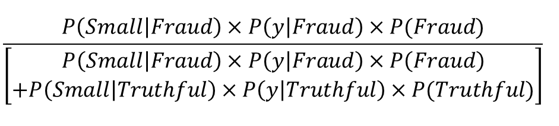 P(Small|Fraud) × P(y|Fraud) × P(Fraud)
[P(Small|Fraud) × P(y|Fraud) × P(Fraud)
+P(Small|Truthful) × P(y|Truthful) × P(Truthful)]